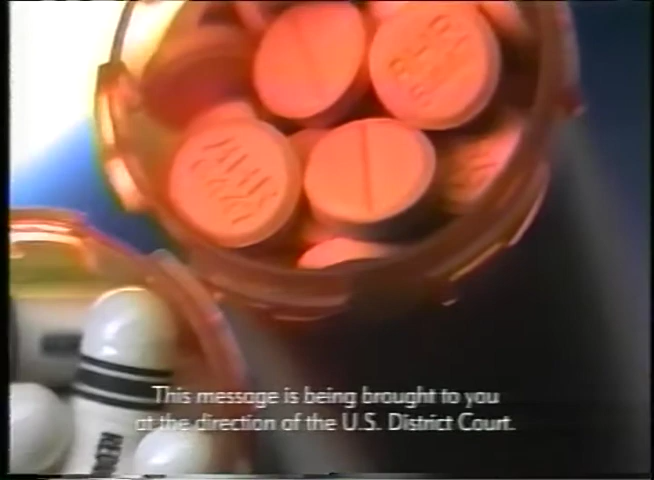 This message is being brought to you
at the direction of the U.S. District Court.